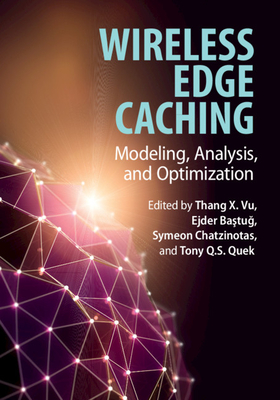 WIRELESS
EDGE
CACHING
Modeling, Analysis,
and Optimization
Edited by Thang X. Vu,
Ejder Baştuğ,
Symeon Chatzinotas,
and Tony Q.S. Quek